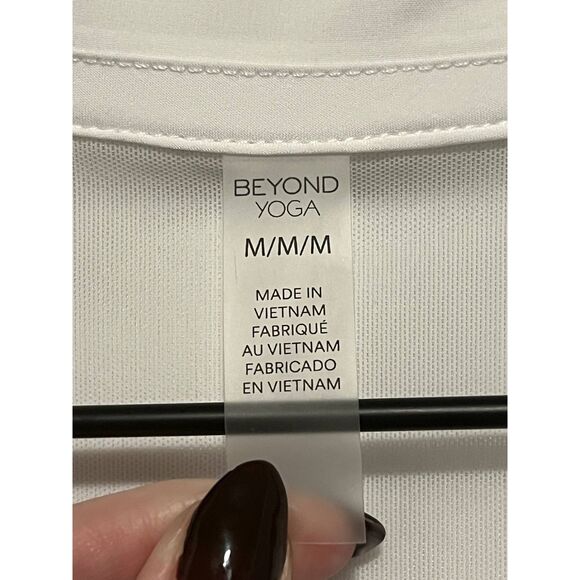 BEYOND
YOGA
M/M/M
MADE IN
VIETNAM
FABRIQUÉ
AU VIETNAM
FABRICADO
EN VIETNAM